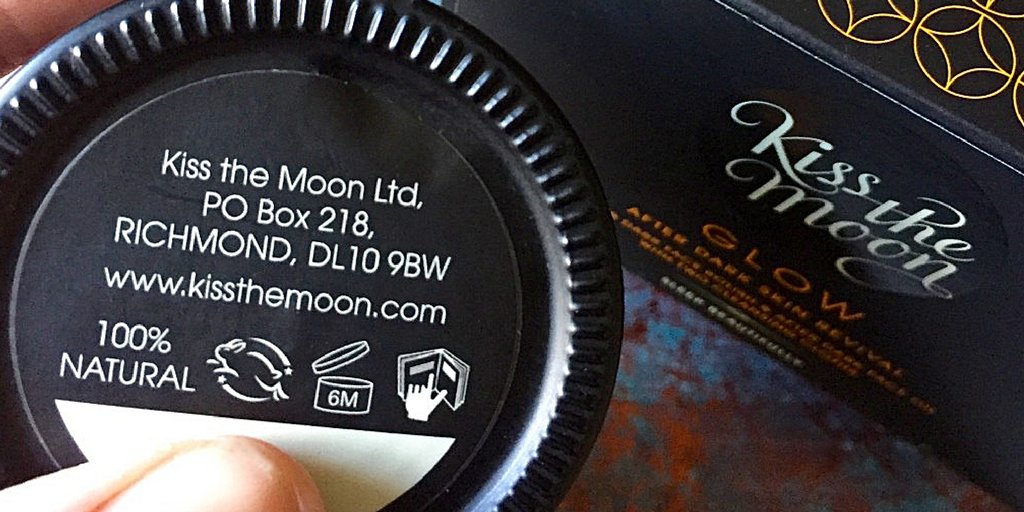 Kiss the Moon Ltd,
PO Box 218,
RICHMOND, DL10 9BW
www.kissthemoon.com
100%
NATURAL
6M
Kiss the
Moon
GLOW
AFTER DARK SKIN REVIVAL